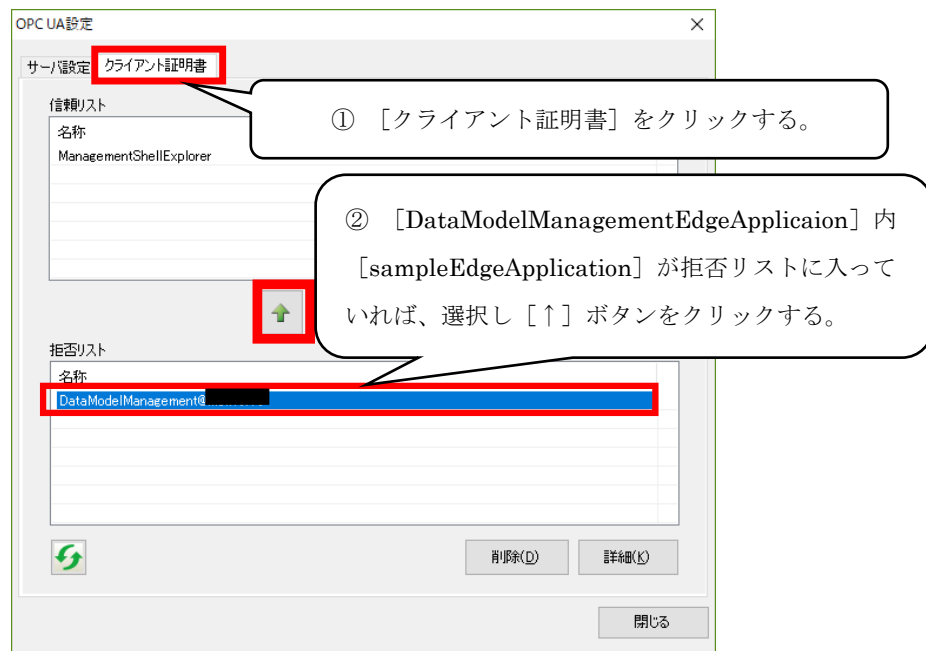 OPC UA設定
サーバ設定 クライアント証明書
① ［クライアント証明書］をクリックする。
信頼リスト
名称
ManagementShellExplorer
② ［DataModelManagementEdgeApplicaion］内
［sampleEdgeApplication］が拒否リストに入って
いれば、選択し［↑］ボタンをクリックする。
拒否リスト
名称
DataModelManagement@
削除(D) 詳細(K)
閉じる